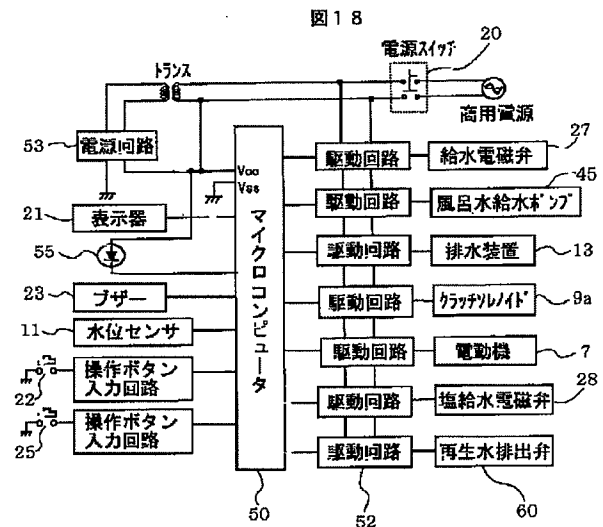 図18
20
電源スイッチ
トランス
商用電源
53
電源回路
27
VDD
駆動回路
給水電磁弁
VSS
45
21
表示器
駆動回路
風呂水給水ポンプ
55
駆動回路
排水装置
13
23
ブザー
マイクロコンピュータ
駆動回路
クラッチソレノイド
9a
11
水位センサ
駆動回路
電動機
7
操作ボタン
入力回路
22
28
駆動回路
塩給水電磁弁
操作ボタン
入力回路
25
駆動回路
再生水排出弁
50
52
60